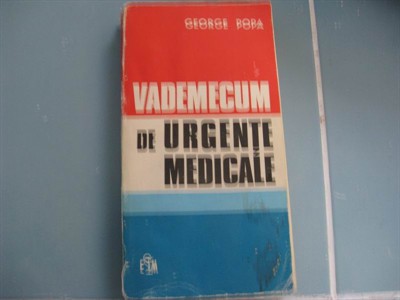 GEORGE POPA
VADEMECUM
DE URGENȚE
MEDICALE